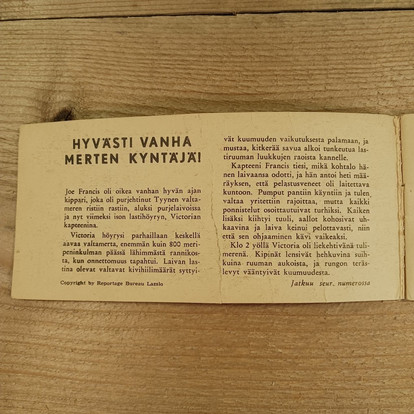 HYVÄSTI VANHA
MERTEN KYNTÄJÄ!
Joe Francis oli oikea vanhan hyvän ajan
kippari, joka oli purjehtinut Tyynen valta-
meren ristiin rastiin, aluksi purjelaivoissa
ja nyt viimeksi ison lastihöyryn, Victorian
kapteenina.
Victoria höyrysi parhaillaan keskellä
aavaa valtamerta, enemmän kuin 800 meri-
peninkulman päässä lähimmästä rannikos-
ta, kun onnettomuus tapahtui. Laivan las-
tina olevat valtavat kivihiilimäärät syttyi-
Copyright by Reportage Bureau Lasslo
vät kuumuuden vaikutuksesta palamaan, ja
mustaa, kitkerää savua alkoi tunkeutua las-
tiruuman luukkujen raoista kannelle.
Kapteeni Francis tiesi, mikä kohtalo hä-
nen laivaansa odotti, ja hän antoi heti mää-
räyksen, että pelastusveneet oli laitettava
kuntoon. Pumput pantiin käyntiin ja tulen
valtaa yritettiin rajoittaa, mutta kaikki
ponnistelut osoittautuivat turhiksi. Kaiken
lisäksi kiihtyi tuuli, aallot kohosivat uh-
kaavina ja laiva keinui pelottavasti, niin
että sen ohjaaminen kävi vaikeaksi.
Klo 2 yöllä Victoria oli liekehtivänä tuli-
merenä. Kipinät lensivät hehkuvina suih-
kuina ruuman aukoista, ja rungon teräs-
levyt vääntyivät kuumuudesta.
Jatkuu seur. numerossa